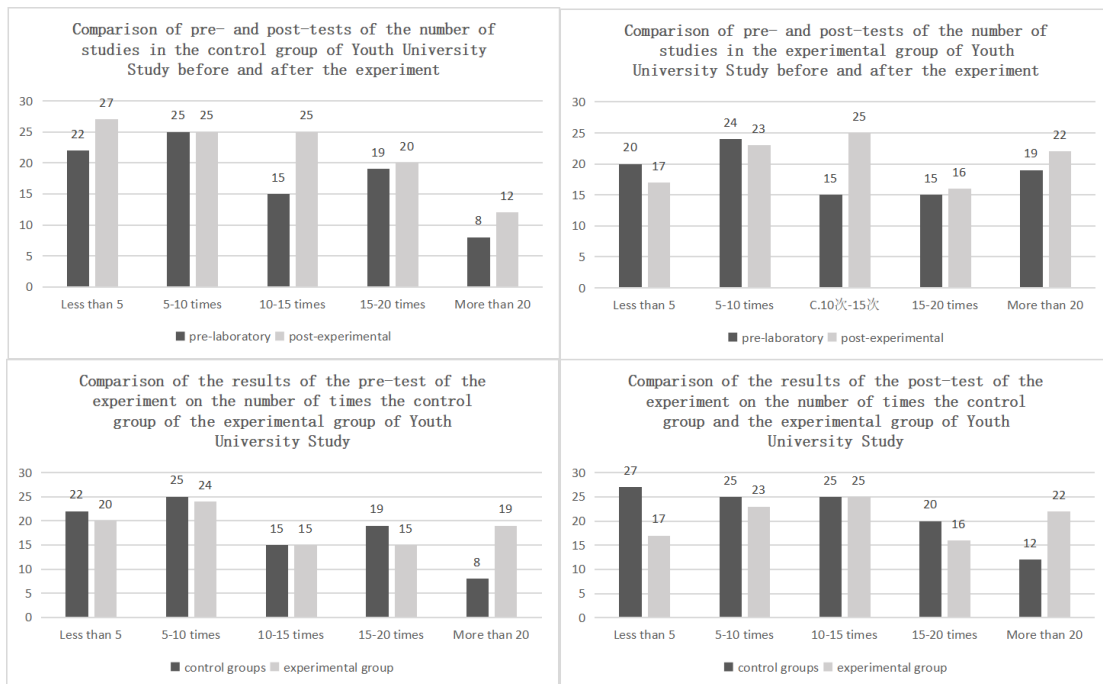 Comparison of pre- and post-tests of the number of
studies in the control group of Youth University
Study before and after the experiment
30
25
20
15
10
5
0
22
27
25
25
15
25
19
20
8
12
Less than 5
5-10 times
10-15 times
15-20 times
More than 20
pre-laboratory
post-experimental
Comparison of pre- and post-tests of the number of
studies in the experimental group of Youth
University Study before and after the experiment
30
25
20
15
10
5
0
20
17
24
23
15
25
15
16
19
22
Less than 5
5-10 times
C.10次-15次
15-20 times
More than 20
pre-laboratory
post-experimental
Comparison of the results of the pre-test of the
experiment on the number of times the control
group of the experimental group of Youth
University Study
30
25
20
15
10
5
0
22
20
25
24
15
15
19
15
8
19
Less than 5
5-10 times
10-15 times
15-20 times
More than 20
control groups
experimental group
Comparison of the results of the post-test of the
experiment on the number of times the control
group and the experimental group of Youth
University Study
30
25
20
15
10
5
0
27
17
25
23
25
25
20
16
12
22
Less than 5
5-10 times
10-15 times
15-20 times
More than 20
control groups
experimental group